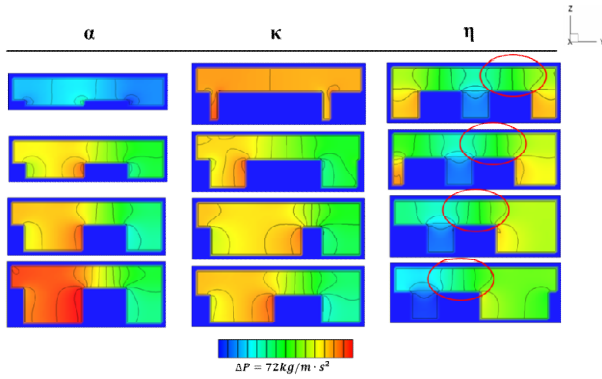 α κ η
Z
X Y
ΔP = 72kg/m · s²